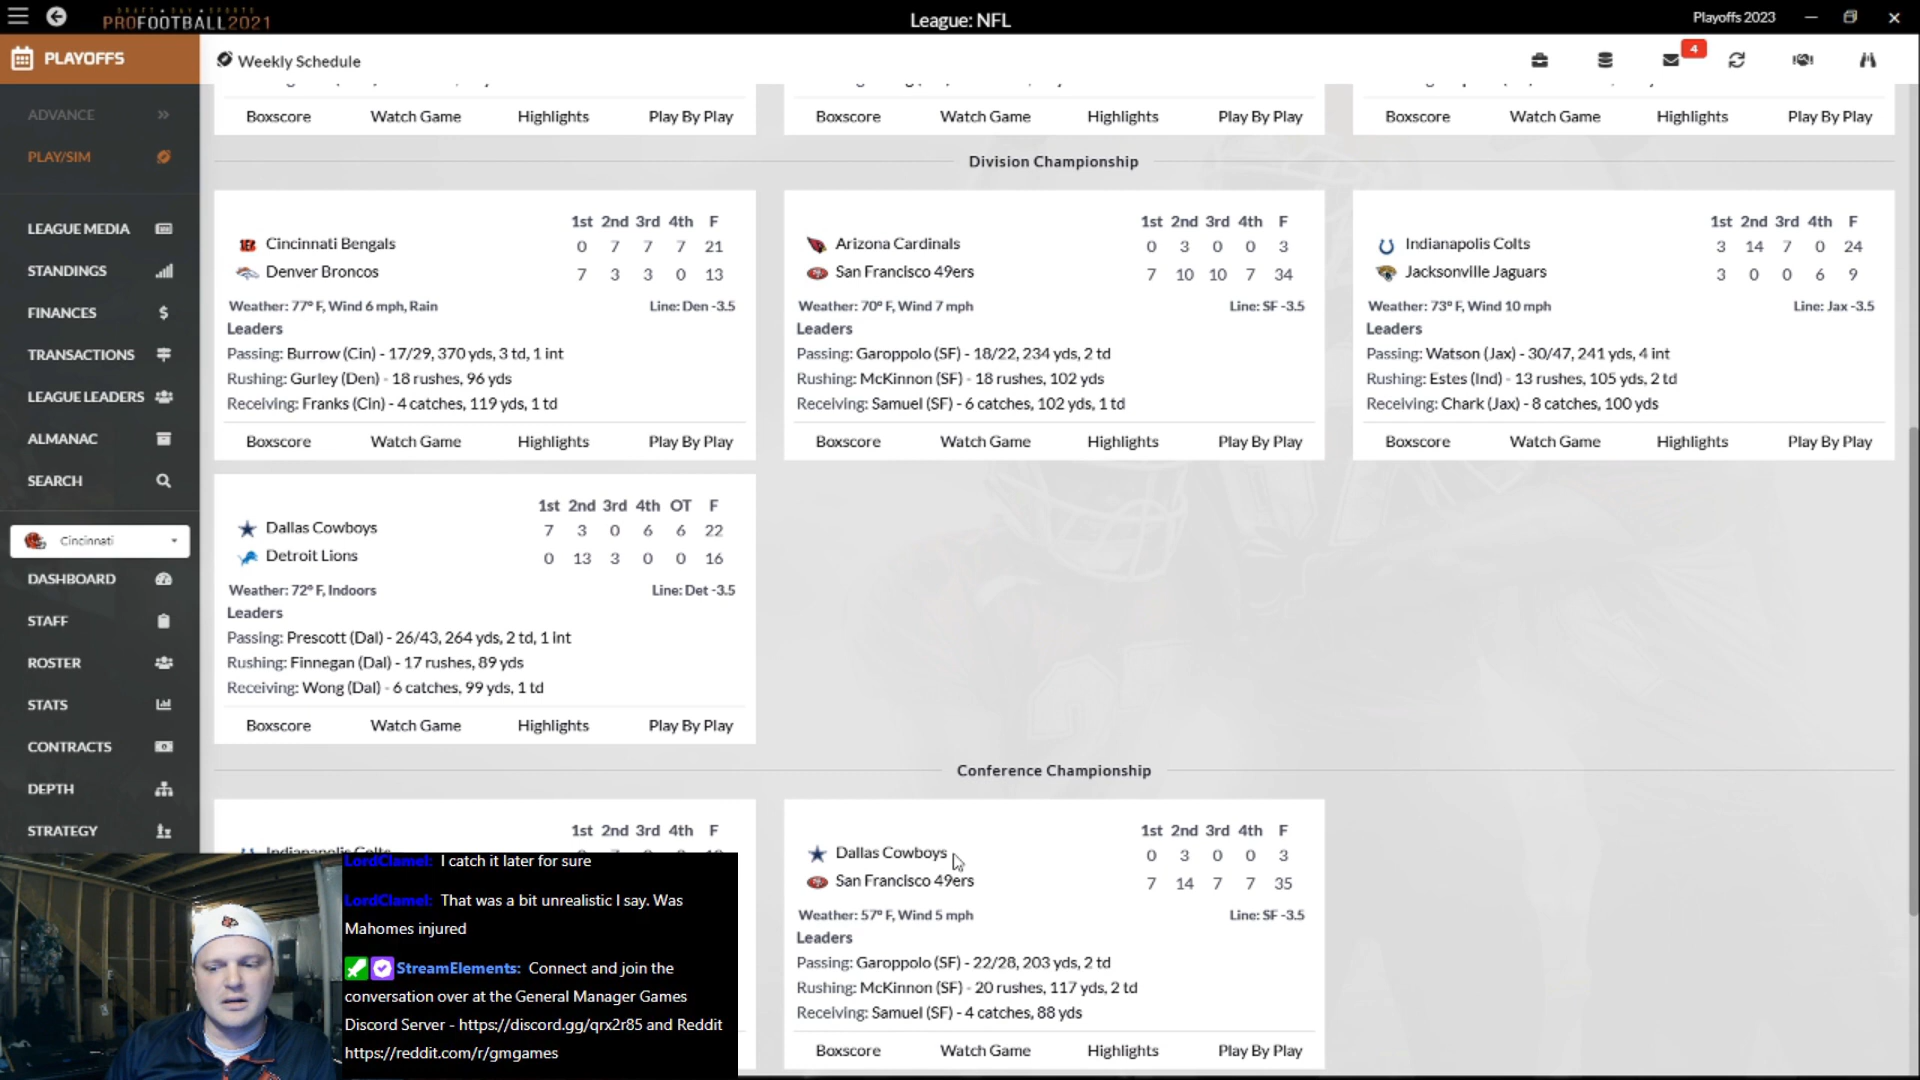 DRAFT DAY SPORTS
PROFOOTBALL2021
League: NFL
Playoffs 2023
PLAYOFFS
Weekly Schedule
4
ADVANCE
PLAY/SIM
LEAGUE MEDIA
STANDINGS
FINANCES
TRANSACTIONS
LEAGUE LEADERS
ALMANAC
SEARCH
Cincinnati
DASHBOARD
STAFF
ROSTER
STATS
CONTRACTS
DEPTH
STRATEGY
Boxscore Watch Game Highlights Play By Play
Boxscore Watch Game Highlights Play By Play
Boxscore Watch Game Highlights Play By Play
Division Championship
1st 2nd 3rd 4th F
Cincinnati Bengals 0 7 7 7 21
Denver Broncos 7 3 3 0 13
Weather: 77° F, Wind 6 mph, Rain Line: Den -3.5
Leaders
Passing: Burrow (Cin) - 17/29, 370 yds, 3 td, 1 int
Rushing: Gurley (Den) - 18 rushes, 96 yds
Receiving: Franks (Cin) - 4 catches, 119 yds, 1 td
Boxscore Watch Game Highlights Play By Play
1st 2nd 3rd 4th F
Arizona Cardinals 0 3 0 0 3
San Francisco 49ers 7 10 10 7 34
Weather: 70° F, Wind 7 mph Line: SF -3.5
Leaders
Passing: Garoppolo (SF) - 18/22, 234 yds, 2 td
Rushing: McKinnon (SF) - 18 rushes, 102 yds
Receiving: Samuel (SF) - 6 catches, 102 yds, 1 td
Boxscore Watch Game Highlights Play By Play
1st 2nd 3rd 4th F
Indianapolis Colts 3 14 7 0 24
Jacksonville Jaguars 3 0 0 6 9
Weather: 73° F, Wind 10 mph Line: Jax -3.5
Leaders
Passing: Watson (Jax) - 30/47, 241 yds, 4 int
Rushing: Estes (Ind) - 13 rushes, 105 yds, 2 td
Receiving: Chark (Jax) - 8 catches, 100 yds
Boxscore Watch Game Highlights Play By Play
1st 2nd 3rd 4th OT F
Dallas Cowboys 7 3 0 6 6 22
Detroit Lions 0 13 3 0 0 16
Weather: 72° F, Indoors Line: Det -3.5
Leaders
Passing: Prescott (Dal) - 26/43, 264 yds, 2 td, 1 int
Rushing: Finnegan (Dal) - 17 rushes, 89 yds
Receiving: Wong (Dal) - 6 catches, 99 yds, 1 td
Boxscore Watch Game Highlights Play By Play
Conference Championship
1st 2nd 3rd 4th F
Indianapolis Colts
1st 2nd 3rd 4th F
Dallas Cowboys 0 3 0 0 3
San Francisco 49ers 7 14 7 7 35
Weather: 57° F, Wind 5 mph Line: SF -3.5
Leaders
Passing: Garoppolo (SF) - 22/28, 203 yds, 2 td
Rushing: McKinnon (SF) - 20 rushes, 117 yds, 2 td
Receiving: Samuel (SF) - 4 catches, 88 yds
Boxscore Watch Game Highlights Play By Play
LordClamel: I catch it later for sure
LordClamel: That was a bit unrealistic I say. Was
Mahomes injured
StreamElements: Connect and join the
conversation over at the General Manager Games
Discord Server - https://discord.gg/qrx2r85 and Reddit
https://reddit.com/r/gmgames